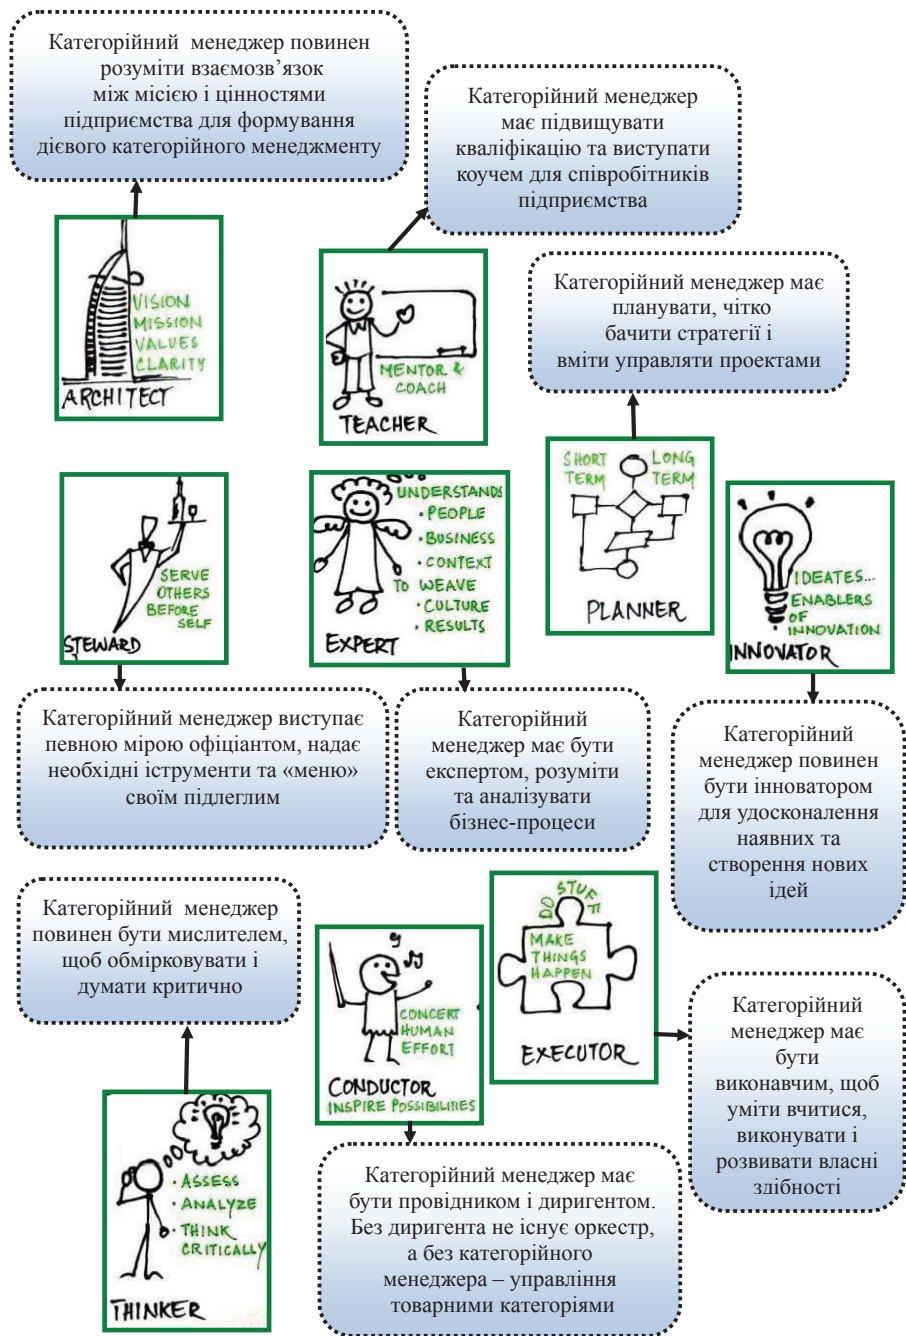 Категорійний менеджер повинен
розуміти взаємозв’язок
між місією і цінностями
підприємства для формування
дієвого категорійного менеджменту
Категорійний менеджер
має підвищувати
кваліфікацію та виступати
коучем для співробітників
підприємства
VISION
MISSION
VALUES
CLARITY
ARCHITECT
MENTOR &
COACH
TEACHER
Категорійний менеджер має
планувати, чітко
бачити стратегії і
вміти управляти проектами
SERVE
OTHERS
BEFORE
SELF
STEWARD
UNDERSTANDS
• PEOPLE
• BUSINESS
• CONTEXT
TO WEAVE
• CULTURE
• RESULTS
EXPERT
SHORT TERM
LONG TERM
PLANNER
IDEATES...
ENABLERS
OF
INNOVATION
INNOVATOR
Категорійний менеджер виступає
певною мірою офіціантом, надає
необхідні іструменти та «меню»
своїм підлеглим
Категорійний
менеджер має бути
експертом, розуміти
та аналізувати
бізнес-процеси
Категорійний
менеджер повинен
бути інноватором
для удосконалення
наявних та
створення нових
ідей
Категорійний менеджер
повинен бути мислителем,
щоб обмірковувати і
думати критично
CONCERT
HUMAN
EFFORT
CONDUCTOR
INSPIRE POSSIBILITIES
DO STUFF
MAKE
THINGS
HAPPEN
EXECUTOR
Категорійний
менеджер має
бути
виконавчим, щоб
уміти вчитися,
виконувати і
розвивати власні
здібності
• ASSESS
• ANALYZE
• THINK
CRITICALLY
THINKER
Категорійний менеджер має
бути провідником і диригентом.
Без диригента не існує оркестр,
а без категорійного
менеджера – управління
товарними категоріями